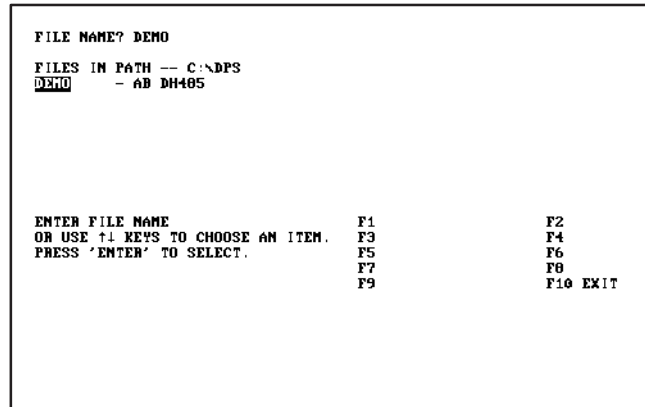 FILE NAME? DEMO
FILES IN PATH -- C:\DPS
DEMO - AB DH485
ENTER FILE NAME F1 F2
OR USE ↑↓ KEYS TO CHOOSE AN ITEM. F3 F4
PRESS 'ENTER' TO SELECT. F5 F6
F7 F8
F9 F10 EXIT